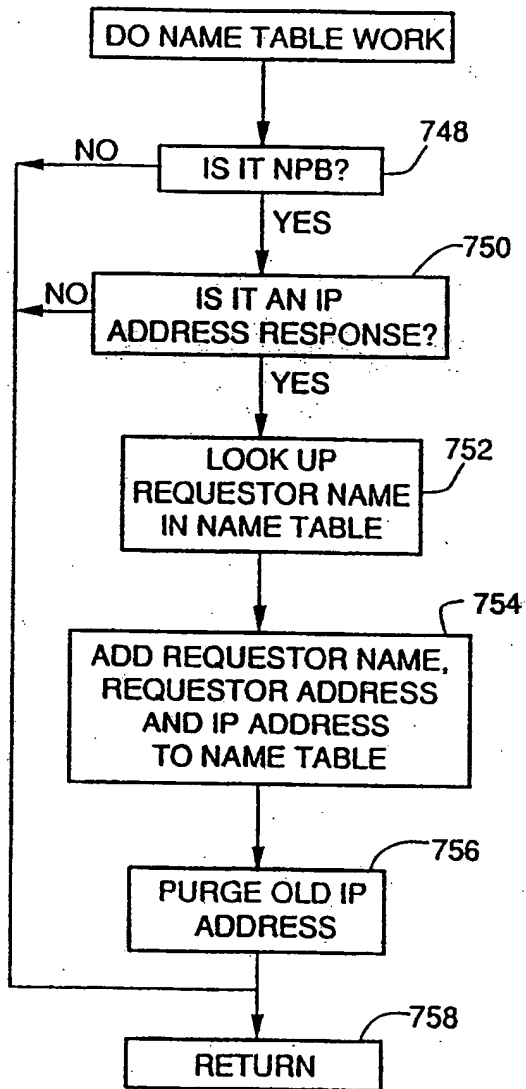 DO NAME TABLE WORK
748
NO
IS IT NPB?
YES
750
NO
IS IT AN IP
ADDRESS RESPONSE?
YES
752
LOOK UP
REQUESTOR NAME
IN NAME TABLE
754
ADD REQUESTOR NAME,
REQUESTOR ADDRESS
AND IP ADDRESS
TO NAME TABLE
756
PURGE OLD IP
ADDRESS
758
RETURN